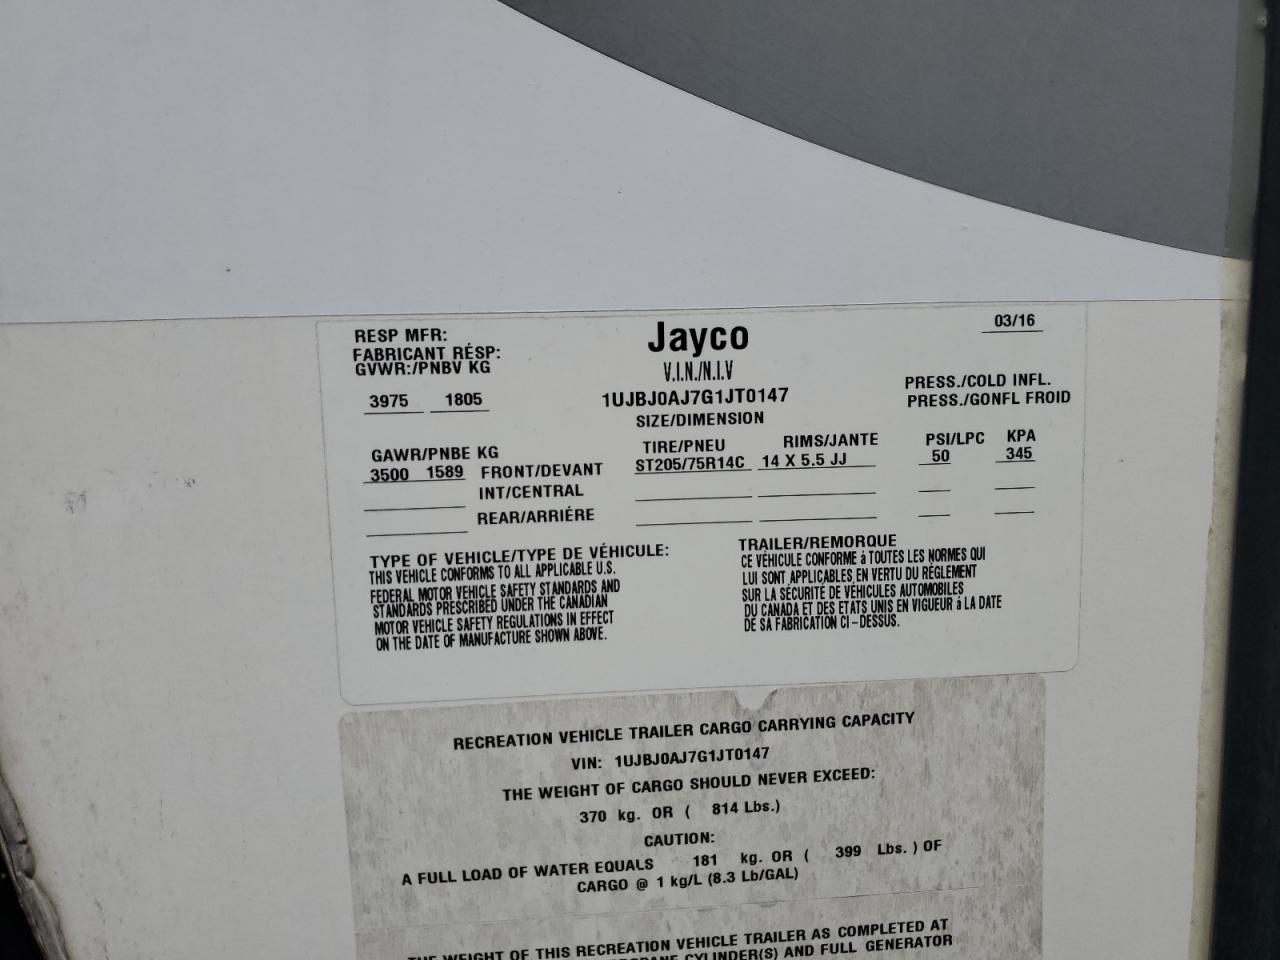 RESP MFR: Jayco 03/16
FABRICANT RÉSP:
GVWR:/PNBV KG V.I.N./N.I.V
3975 1805 1UJBJ0AJ7G1JT0147 PRESS./COLD INFL.
SIZE/DIMENSION PRESS./GONFL FROID
GAWR/PNBE KG TIRE/PNEU RIMS/JANTE PSI/LPC KPA
3500 1589 FRONT/DEVANT ST205/75R14C 14 X 5.5 JJ 50 345
INT/CENTRAL
REAR/ARRIÉRE
TYPE OF VEHICLE/TYPE DE VÉHICULE: TRAILER/REMORQUE
THIS VEHICLE CONFORMS TO ALL APPLICABLE U.S.
FEDERAL MOTOR VEHICLE SAFETY STANDARDS AND
STANDARDS PRESCRIBED UNDER THE CANADIAN
MOTOR VEHICLE SAFETY REGULATIONS IN EFFECT
ON THE DATE OF MANUFACTURE SHOWN ABOVE.
CE VÉHICULE CONFORME à TOUTES LES NORMES QUI
LUI SONT APPLICABLES EN VERTU DU RÉGLEMENT
SUR LA SÉCURITÉ DE VÉHICULES AUTOMOBILES
DU CANADA ET DES ETATS UNIS EN VIGUEUR à LA DATE
DE SA FABRICATION CI-DESSUS.
RECREATION VEHICLE TRAILER CARGO CARRYING CAPACITY
VIN: 1UJBJ0AJ7G1JT0147
THE WEIGHT OF CARGO SHOULD NEVER EXCEED:
370 kg. OR ( 814 Lbs.)
CAUTION:
A FULL LOAD OF WATER EQUALS 181 kg. OR ( 399 Lbs. ) OF
CARGO @ 1 kg/L (8.3 Lb/GAL)
WEIGHT OF THIS RECREATION VEHICLE TRAILER AS COMPLETED AT
CYLINDER(S) AND FULL GENERATOR